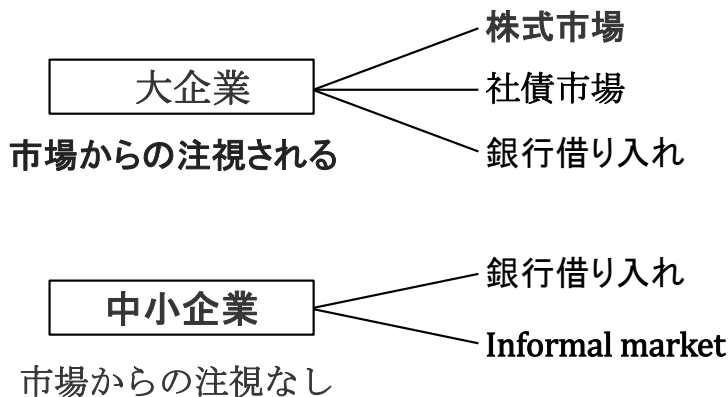 株式市場
大企業
社債市場
市場からの注視される
銀行借り入れ
銀行借り入れ
中小企業
Informal market
市場からの注視なし